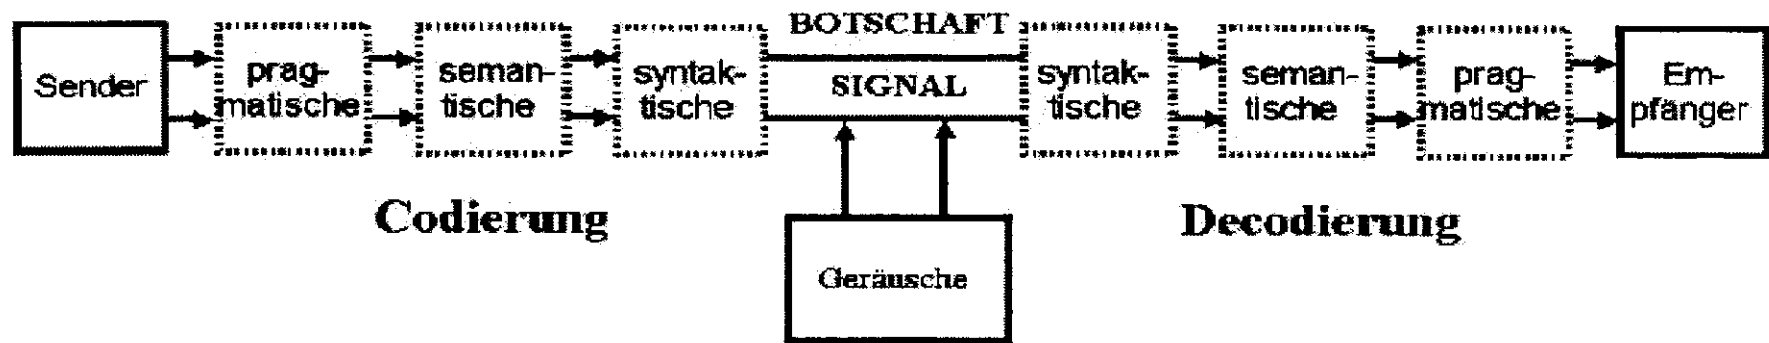 Sender
prag-
matische
seman-
tische
syntak-
tische
BOTSCHAFT
SIGNAL
syntak-
tische
seman-
tische
prag-
matische
Em-
pfänger
Codierung
Decodierung
Geräusche